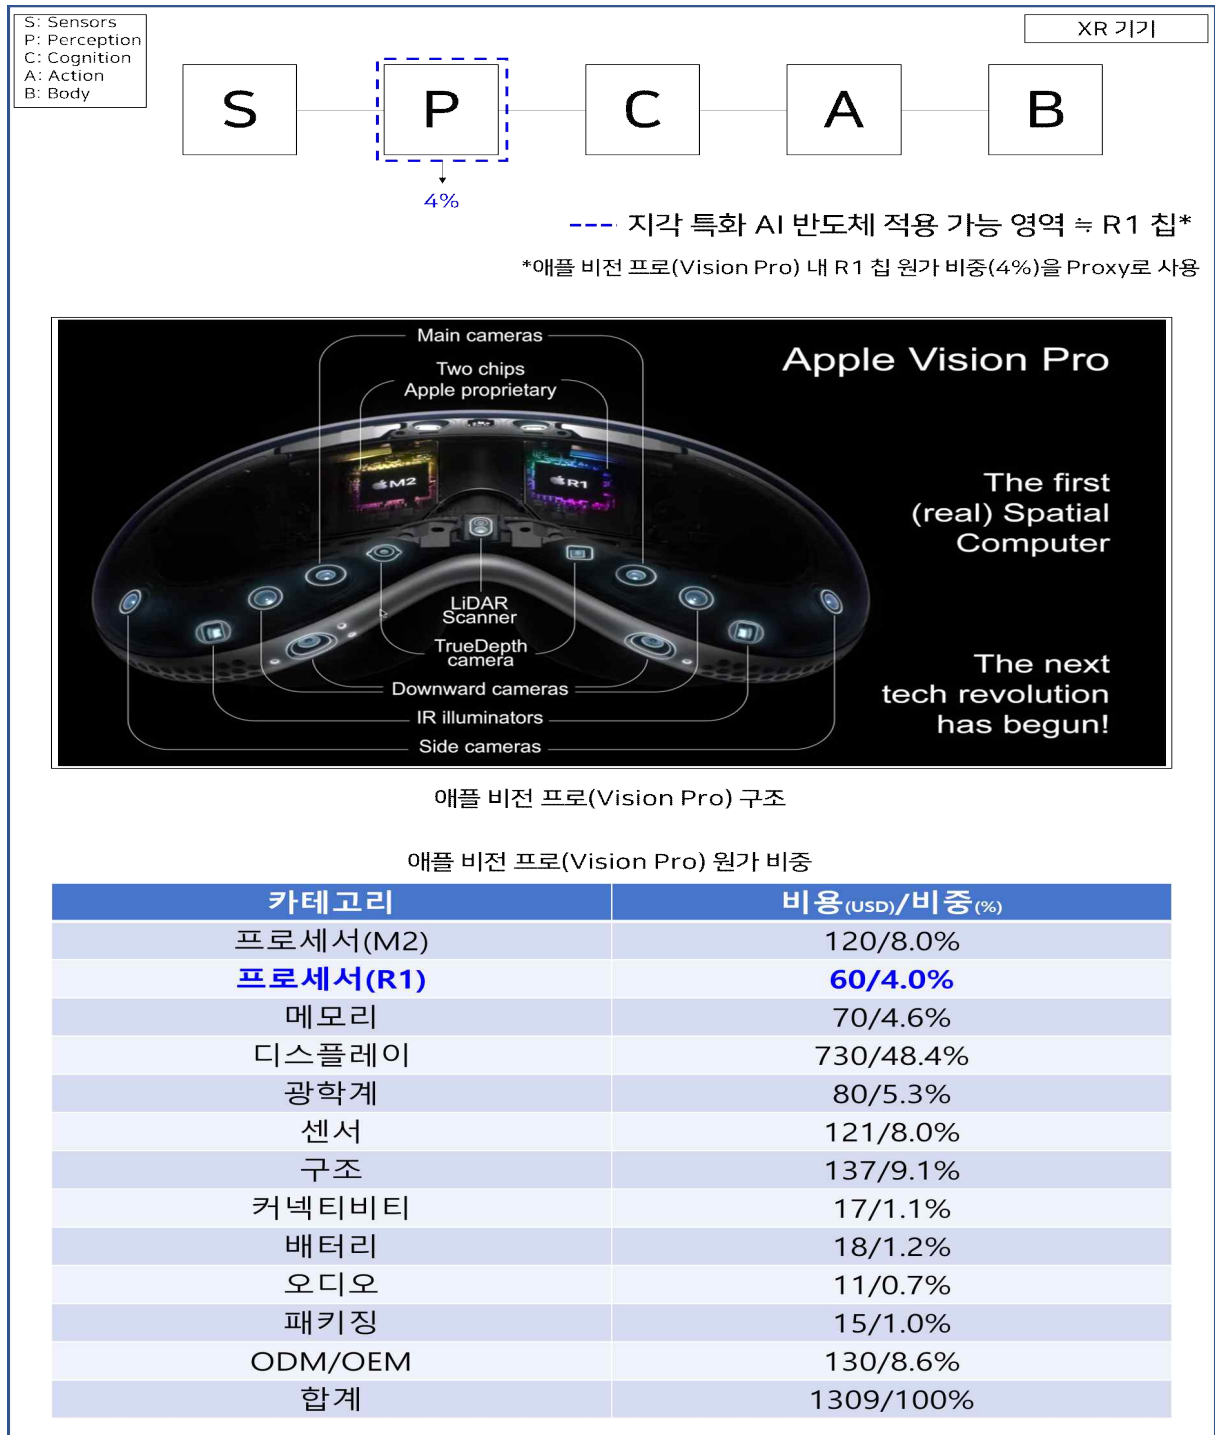 S: Sensors
P: Perception
C: Cognition
A: Action
B: Body
XR 기기
S P C A B
4%
지각 특화 AI 반도체 적용 가능 영역 ≒ R1 칩*
*애플 비전 프로(Vision Pro) 내 R1 칩 원가 비중(4%)을 Proxy로 사용
Main cameras
Two chips
Apple proprietary
Apple Vision Pro
M2
R1
The first
(real) Spatial
Computer
LiDAR
Scanner
TrueDepth
camera
Downward cameras
IR illuminators
Side cameras
The next
tech revolution
has begun!
애플 비전 프로(Vision Pro) 구조
애플 비전 프로(Vision Pro) 원가 비중
카테고리 비용(USD)/비중(%)
프로세서(M2) 120/8.0%
프로세서(R1) 60/4.0%
메모리 70/4.6%
디스플레이 730/48.4%
광학계 80/5.3%
센서 121/8.0%
구조 137/9.1%
커넥티비티 17/1.1%
배터리 18/1.2%
오디오 11/0.7%
패키징 15/1.0%
ODM/OEM 130/8.6%
합계 1309/100%